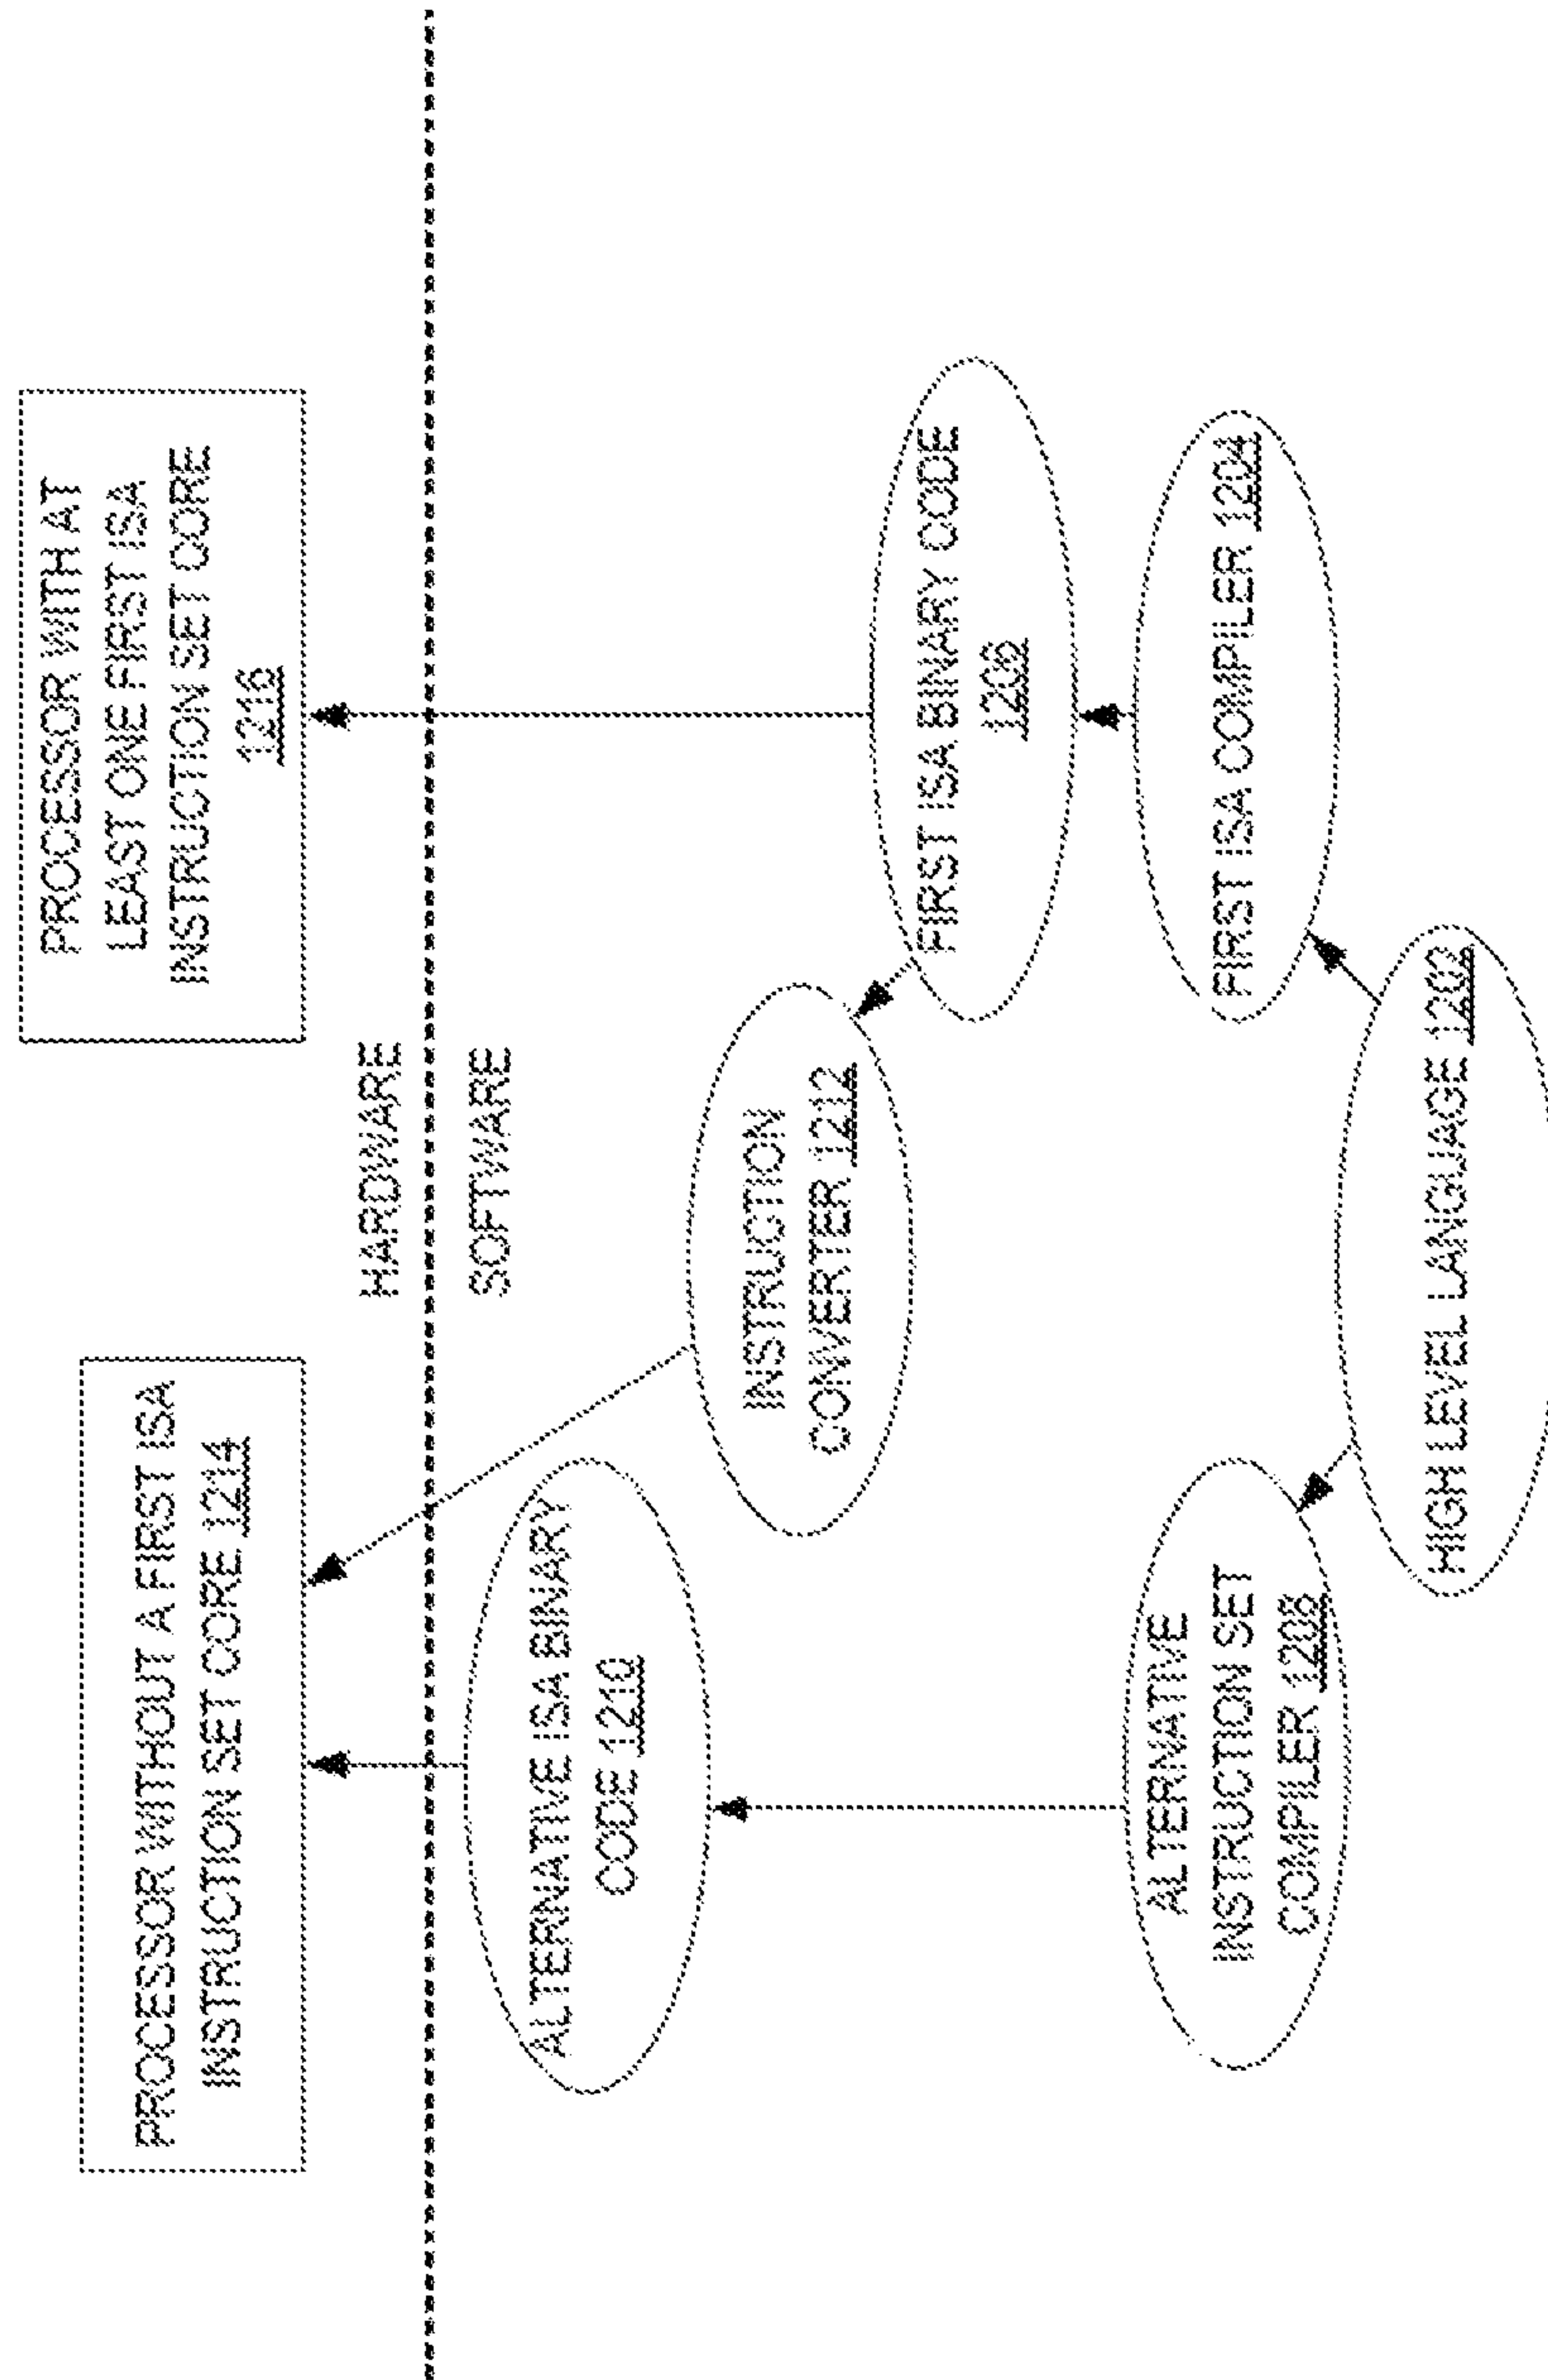 PROCESSOR WITHOUT A FIRST ISA
INSTRUCTION SET CORE 1214
PROCESSOR WITH AT
LEAST ONE FIRST ISA
INSTRUCTION SET CORE
1216
HARDWARE
SOFTWARE
ALTERNATIVE ISA BINARY
CODE 1210
INSTRUCTION
CONVERTER 1212
FIRST ISA BINARY CODE
1206
ALTERNATIVE
INSTRUCTION SET
COMPILER 1208
FIRST ISA COMPILER 1204
HIGH LEVEL LANGUAGE 1202